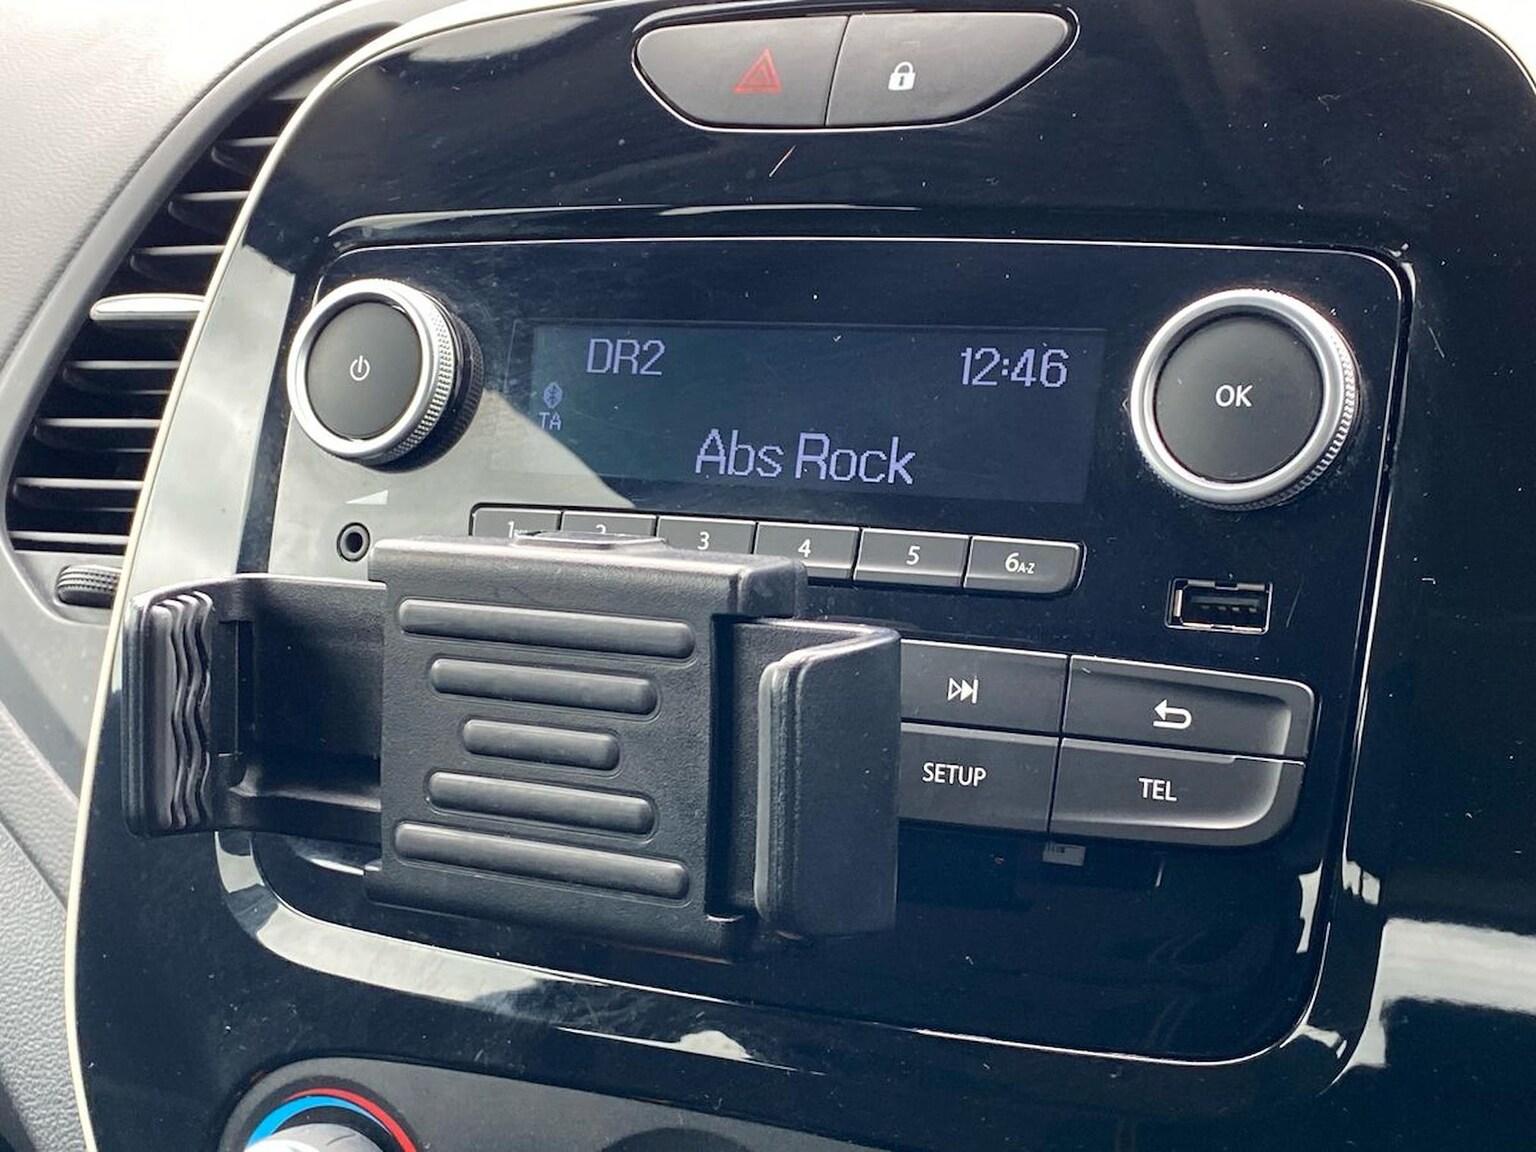 DR2 12:46
TA
Abs Rock
OK
3 4 5 6A-Z
SETUP
TEL